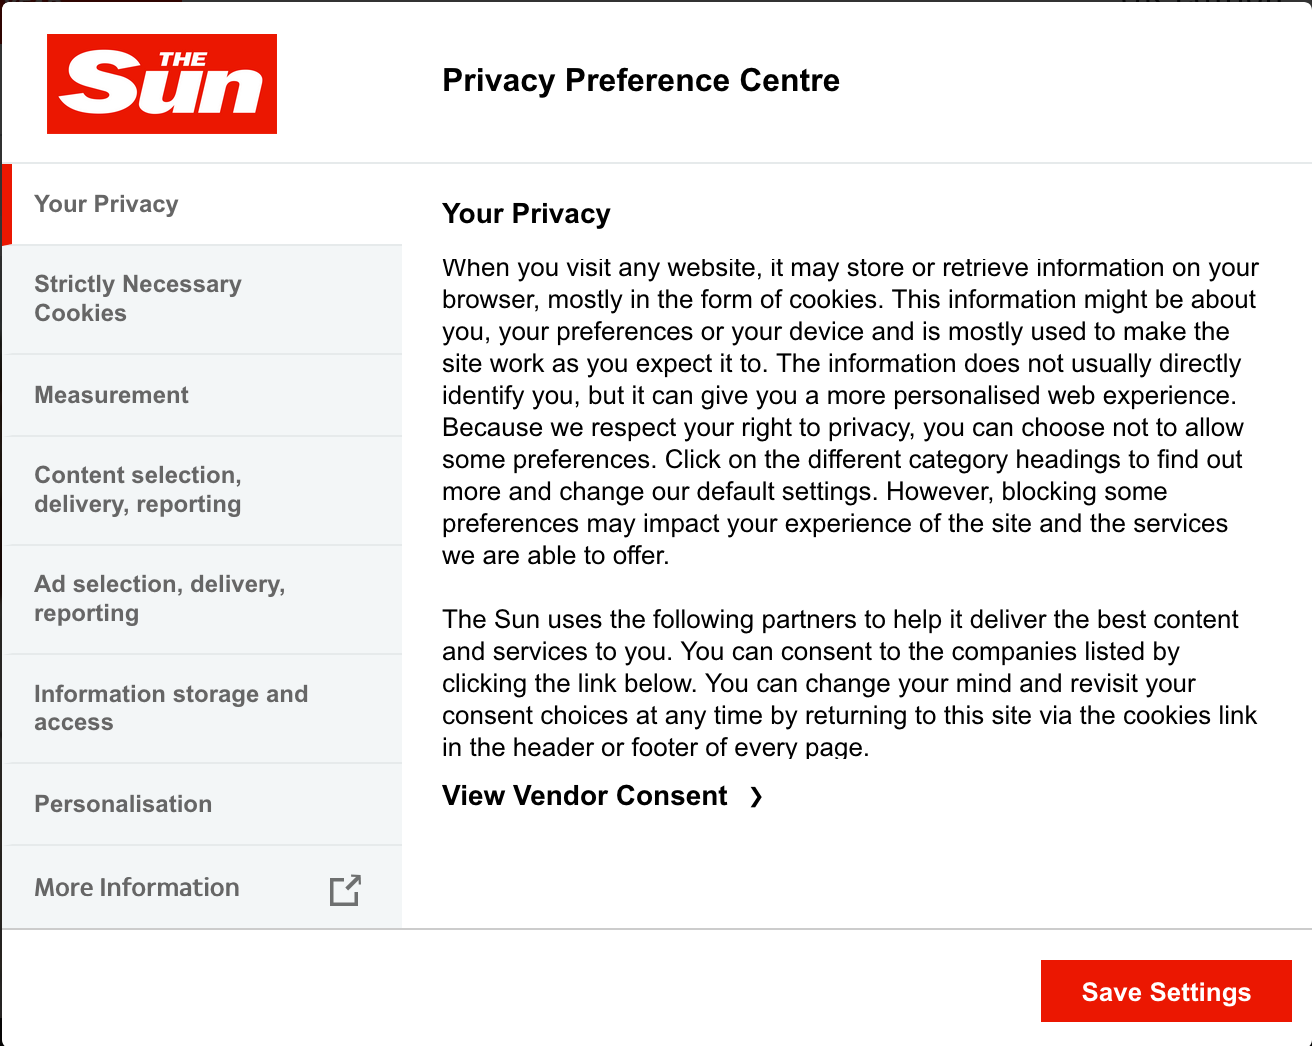 THE
Sun
Privacy Preference Centre
Your Privacy
Strictly Necessary
Cookies
Measurement
Content selection,
delivery, reporting
Ad selection, delivery,
reporting
Information storage and
access
Personalisation
More Information
Your Privacy
When you visit any website, it may store or retrieve information on your
browser, mostly in the form of cookies. This information might be about
you, your preferences or your device and is mostly used to make the
site work as you expect it to. The information does not usually directly
identify you, but it can give you a more personalised web experience.
Because we respect your right to privacy, you can choose not to allow
some preferences. Click on the different category headings to find out
more and change our default settings. However, blocking some
preferences may impact your experience of the site and the services
we are able to offer.
The Sun uses the following partners to help it deliver the best content
and services to you. You can consent to the companies listed by
clicking the link below. You can change your mind and revisit your
consent choices at any time by returning to this site via the cookies link
in the header or footer of every page.
View Vendor Consent ❯
Save Settings